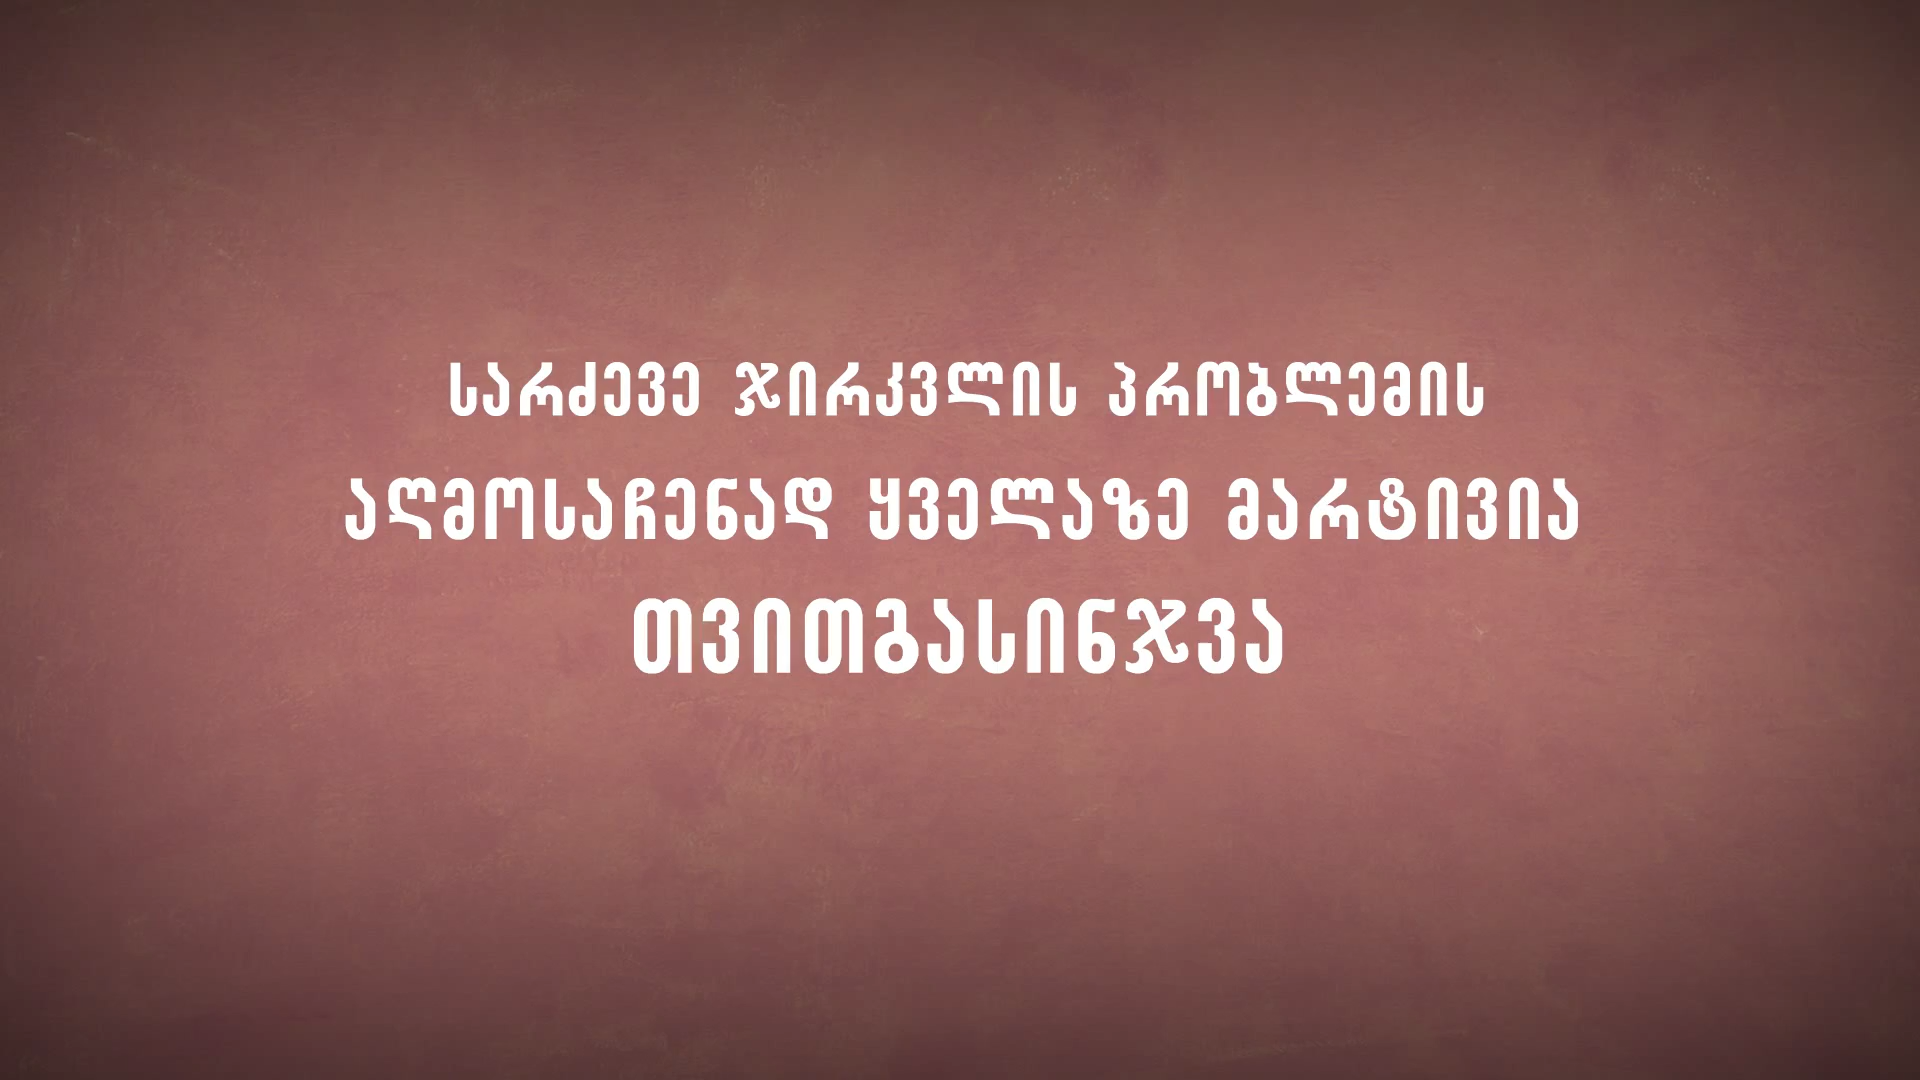 სარძევე ჯირკვლის პრობლემის
აღმოსაჩენად ყველაზე მარტივია
თვითგასინჯვა